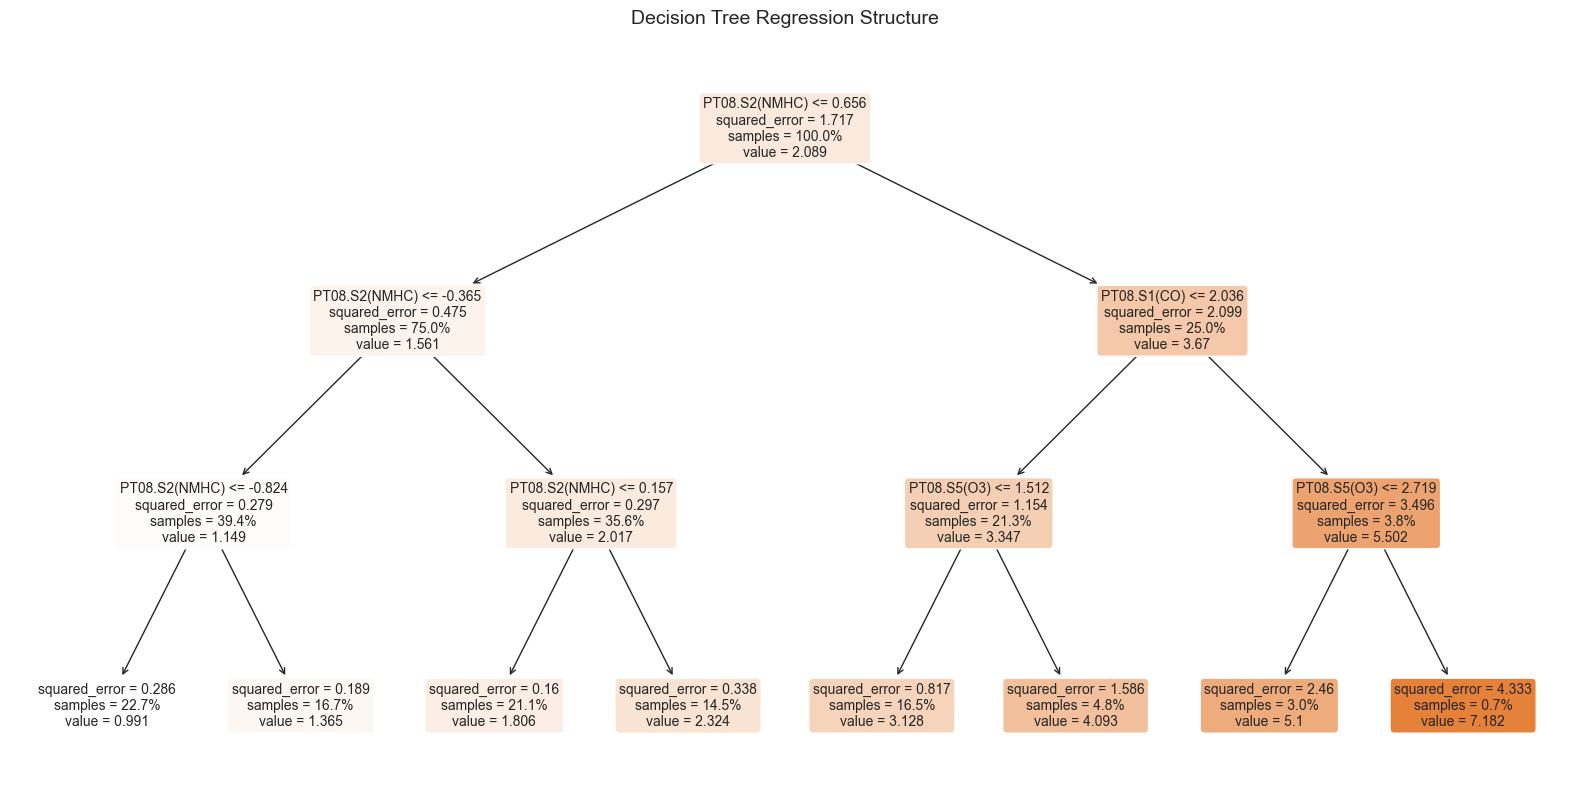 Decision Tree Regression Structure
PT08.S2(NMHC) <= 0.656
squared_error = 1.717
samples = 100.0%
value = 2.089
PT08.S2(NMHC) <= -0.365
squared_error = 0.475
samples = 75.0%
value = 1.561
PT08.S1(CO) <= 2.036
squared_error = 2.099
samples = 25.0%
value = 3.67
PT08.S2(NMHC) <= -0.824
squared_error = 0.279
samples = 39.4%
value = 1.149
PT08.S2(NMHC) <= 0.157
squared_error = 0.297
samples = 35.6%
value = 2.017
PT08.S5(O3) <= 1.512
squared_error = 1.154
samples = 21.3%
value = 3.347
PT08.S5(O3) <= 2.719
squared_error = 3.496
samples = 3.8%
value = 5.502
squared_error = 0.286
samples = 22.7%
value = 0.991
squared_error = 0.189
samples = 16.7%
value = 1.365
squared_error = 0.16
samples = 21.1%
value = 1.806
squared_error = 0.338
samples = 14.5%
value = 2.324
squared_error = 0.817
samples = 16.5%
value = 3.128
squared_error = 1.586
samples = 4.8%
value = 4.093
squared_error = 2.46
samples = 3.0%
value = 5.1
squared_error = 4.333
samples = 0.7%
value = 7.182